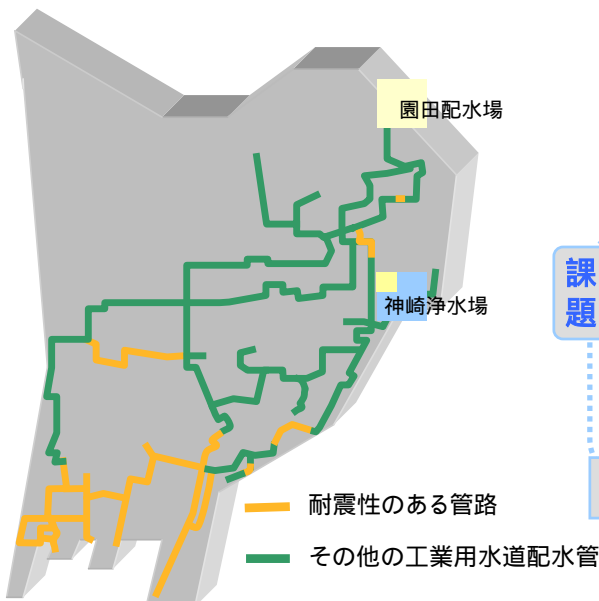 園田配水場
神崎浄水場
課
題
耐震性のある管路
その他の工業用水道配水管